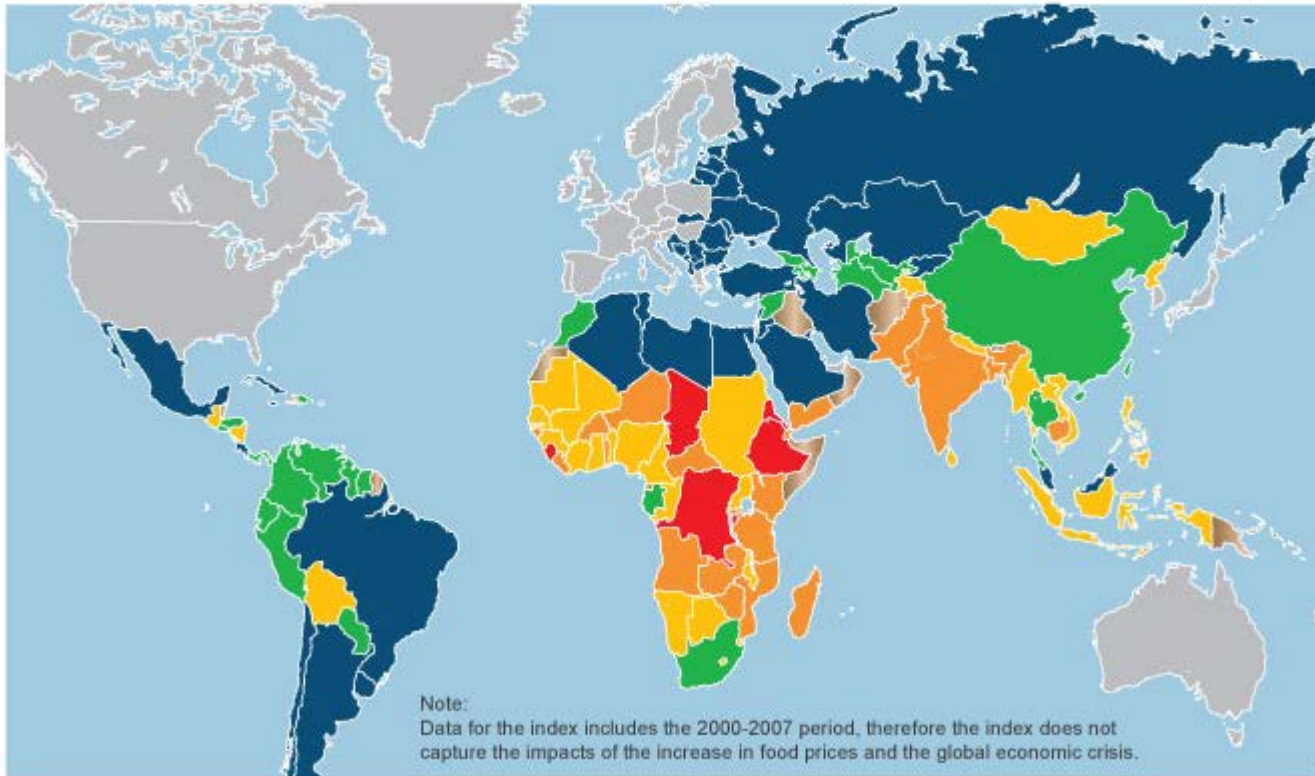 Note:
Data for the index includes the 2000-2007 period, therefore the index does not
capture the impacts of the increase in food prices and the global economic crisis.